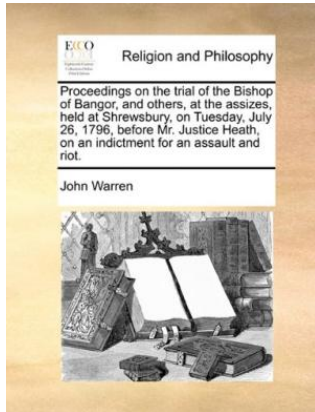 ECCO
Religion and Philosophy
Proceedings on the trial of the Bishop
of Bangor, and others, at the assizes,
held at Shrewsbury, on Tuesday, July
26, 1796, before Mr. Justice Heath,
on an indictment for an assault and
riot.
John Warren